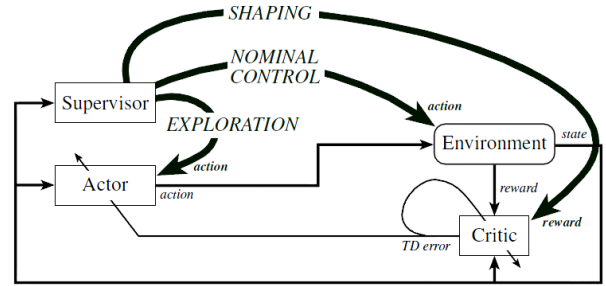 SHAPING
NOMINAL
CONTROL
Supervisor
action
EXPLORATION
Environment
state
action
Actor
action
reward
reward
Critic
TD error